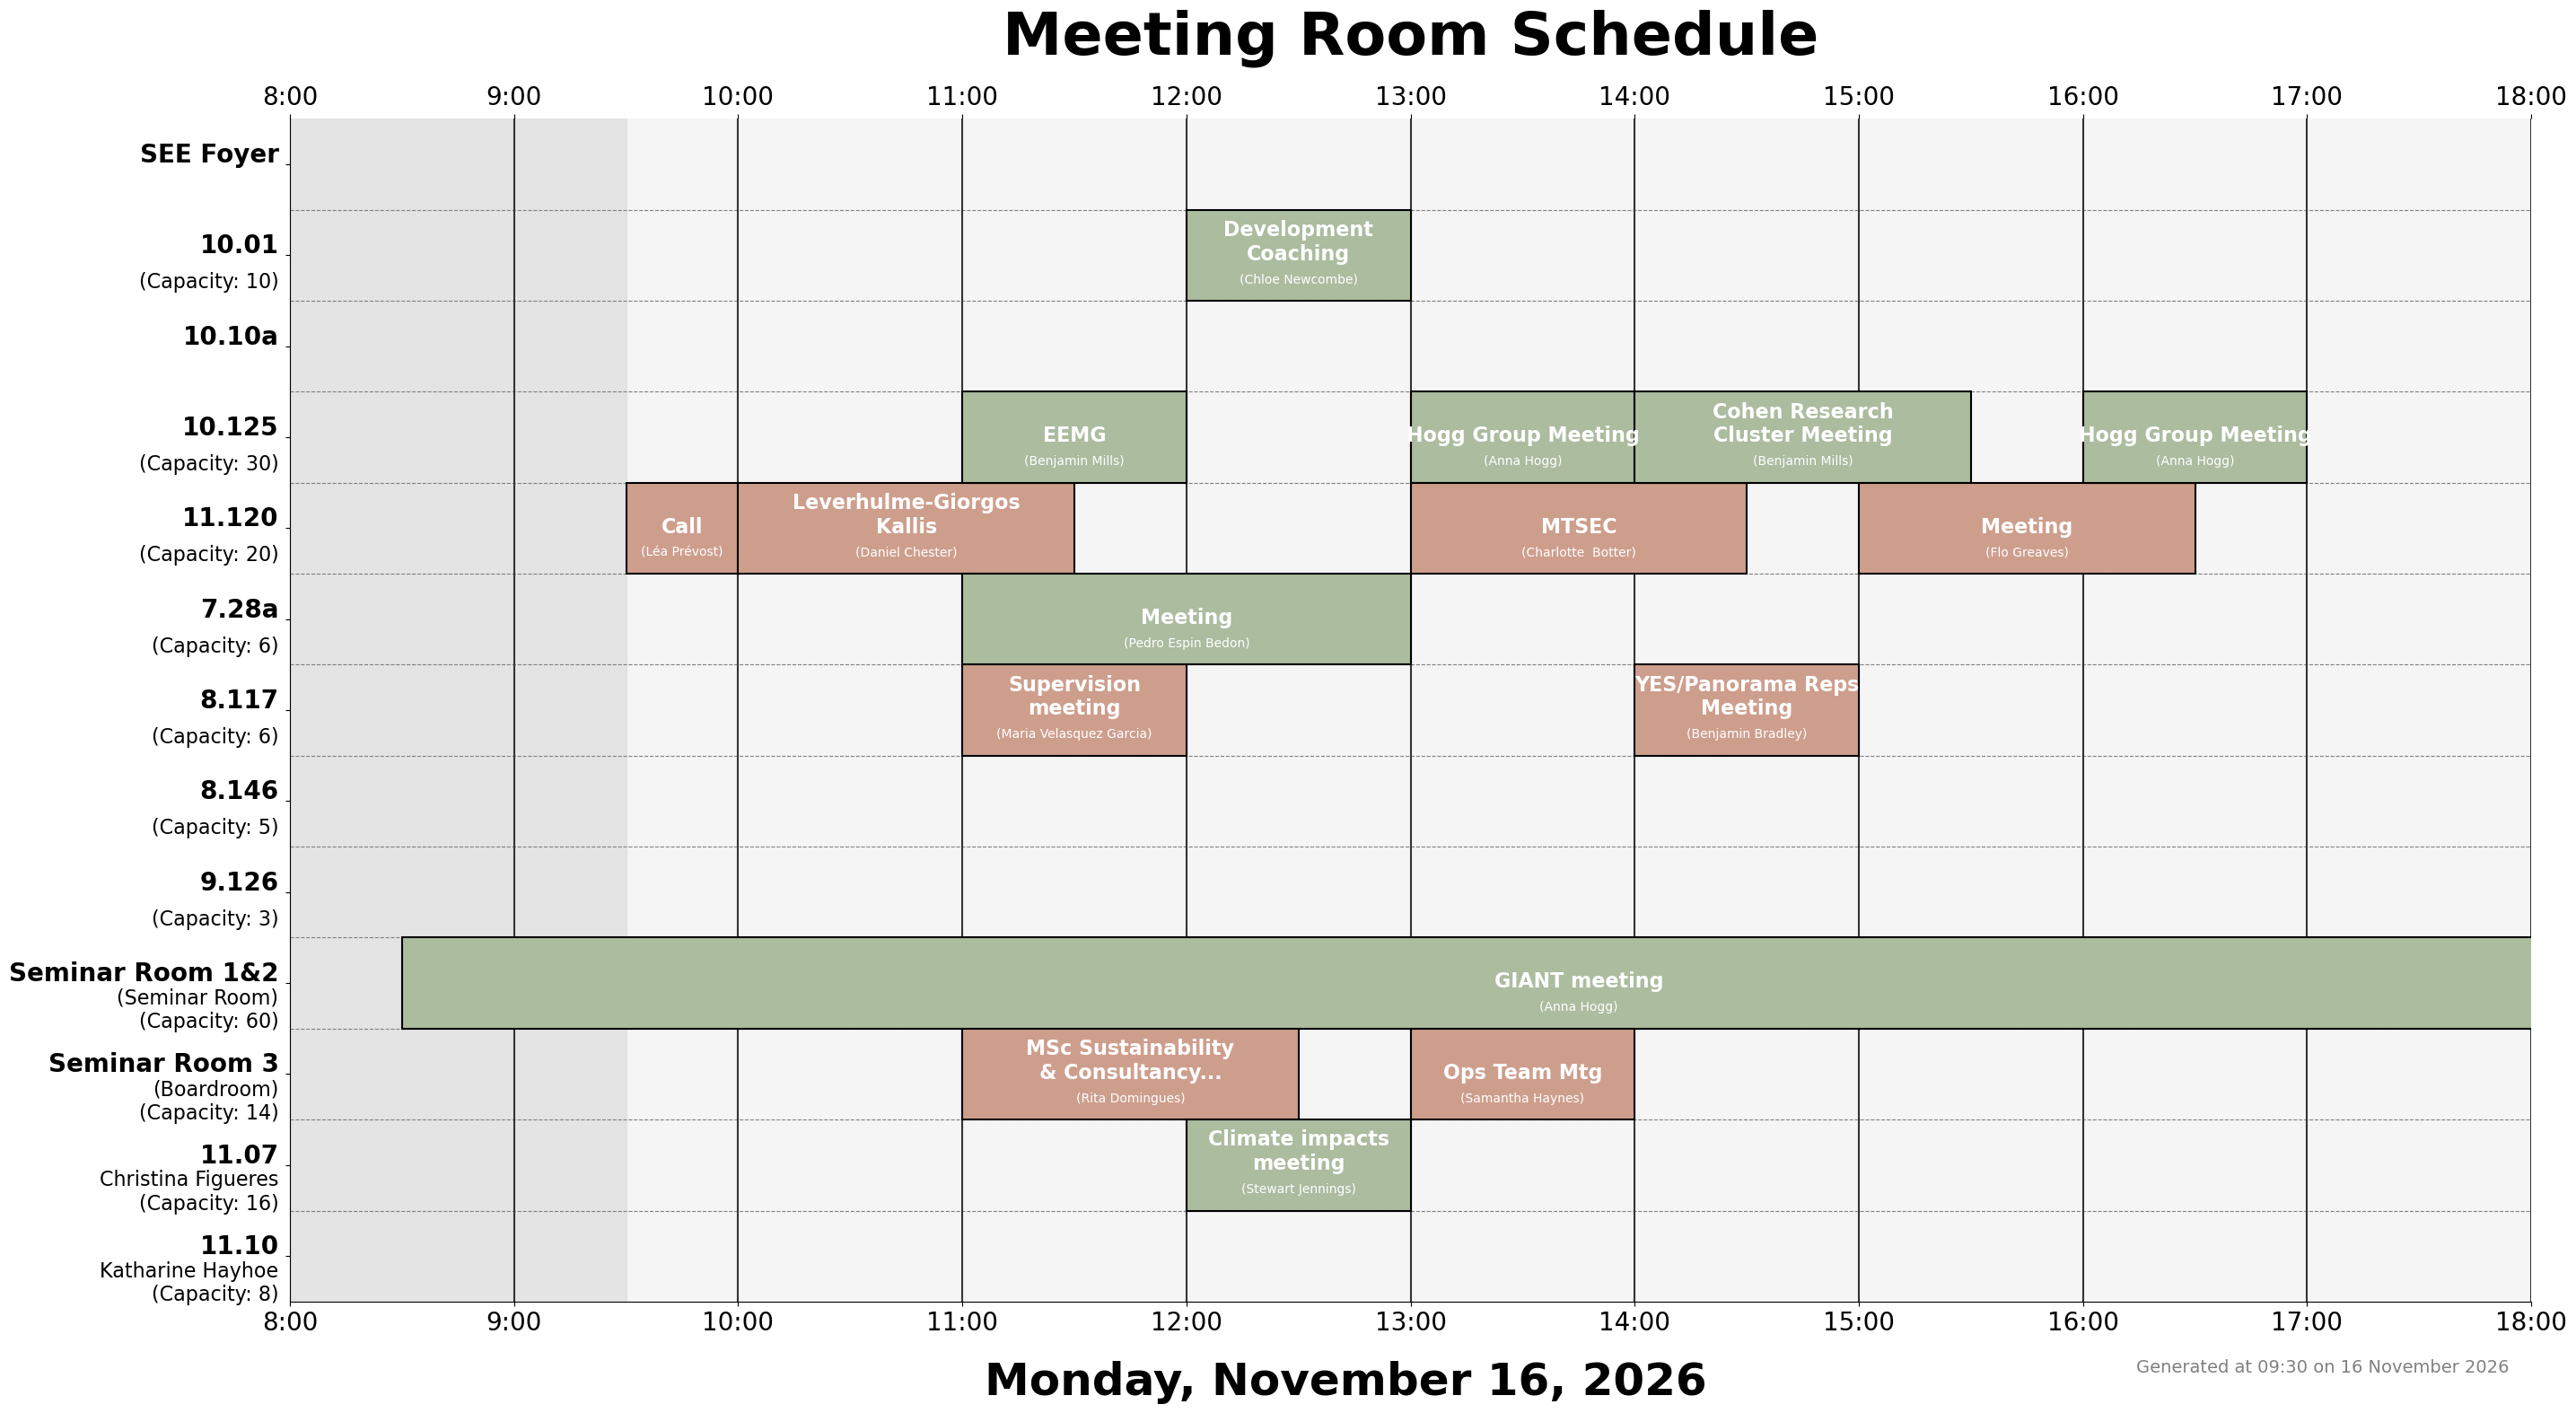 Meeting Room Schedule
8:00 9:00 10:00 11:00 12:00 13:00 14:00 15:00 16:00 17:00 18:00
SEE Foyer
10.01
(Capacity: 10)
Development
Coaching
(Chloe Newcombe)
10.10a
10.125
(Capacity: 30)
EEMG
(Benjamin Mills)
Hogg Group Meeting
(Anna Hogg)
Cohen Research
Cluster Meeting
(Benjamin Mills)
Hogg Group Meeting
(Anna Hogg)
11.120
(Capacity: 20)
Call
(Léa Prévost)
Leverhulme-Giorgos
Kallis
(Daniel Chester)
MTSEC
(Charlotte  Botter)
Meeting
(Flo Greaves)
7.28a
(Capacity: 6)
Meeting
(Pedro Espin Bedon)
8.117
(Capacity: 6)
Supervision
meeting
(Maria Velasquez Garcia)
YES/Panorama Reps
Meeting
(Benjamin Bradley)
8.146
(Capacity: 5)
9.126
(Capacity: 3)
Seminar Room 1&2
(Seminar Room)
(Capacity: 60)
GIANT meeting
(Anna Hogg)
Seminar Room 3
(Boardroom)
(Capacity: 14)
MSc Sustainability
& Consultancy...
(Rita Domingues)
Ops Team Mtg
(Samantha Haynes)
11.07
Christina Figueres
(Capacity: 16)
Climate impacts
meeting
(Stewart Jennings)
11.10
Katharine Hayhoe
(Capacity: 8)
8:00 9:00 10:00 11:00 12:00 13:00 14:00 15:00 16:00 17:00 18:00
Monday, November 16, 2026
Generated at 09:30 on 16 November 2026